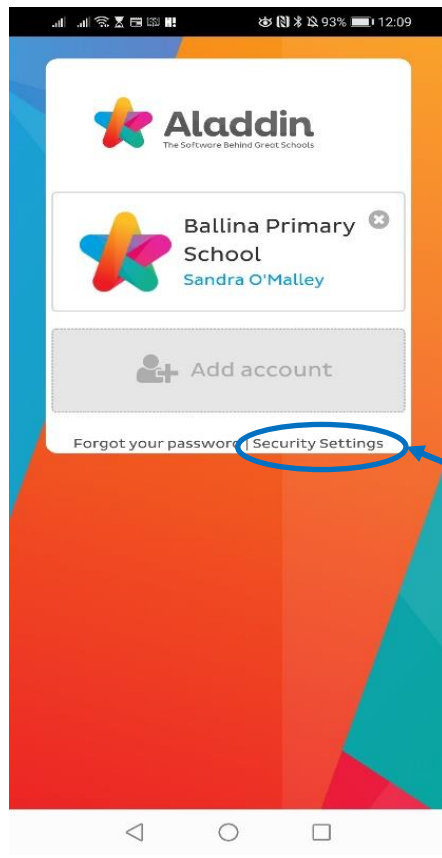 93% 12:09
Aladdin
The Software Behind Great Schools
Ballina Primary
School
Sandra O'Malley
Add account
Forgot your password | Security Settings